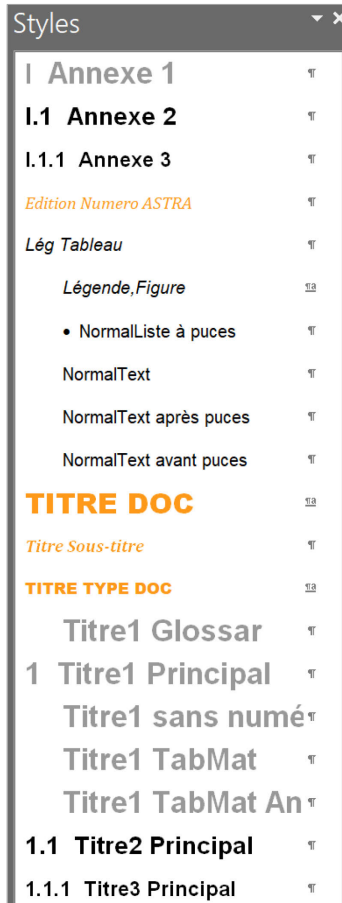 Styles
I Annexe 1 ¶
I.1 Annexe 2 ¶
I.1.1 Annexe 3 ¶
Edition Numero ASTRA ¶
Lég Tableau ¶
Légende,Figure ¶a
• NormalListe à puces ¶
NormalText ¶
NormalText après puces ¶
NormalText avant puces ¶
TITRE DOC ¶a
Titre Sous-titre ¶
TITRE TYPE DOC ¶a
Titre1 Glossar ¶
1 Titre1 Principal ¶
Titre1 sans numé ¶
Titre1 TabMat ¶
Titre1 TabMat An ¶
1.1 Titre2 Principal ¶
1.1.1 Titre3 Principal ¶